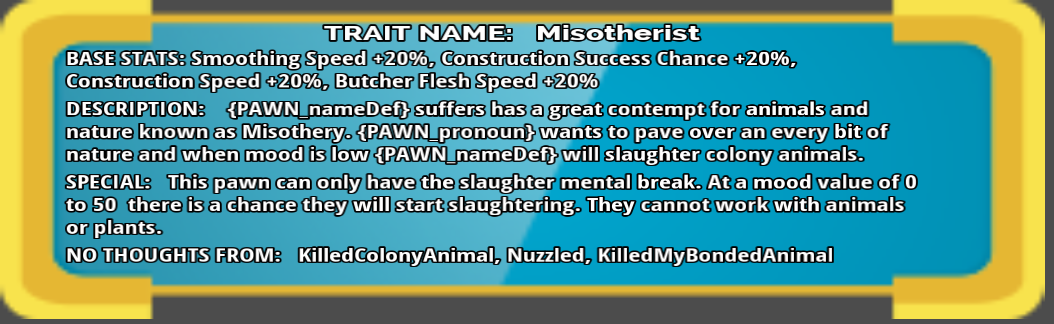 TRAIT NAME: Misotherist
BASE STATS: Smoothing Speed +20%, Construction Success Chance +20%,
Construction Speed +20%, Butcher Flesh Speed +20%
DESCRIPTION: {PAWN_nameDef} suffers has a great contempt for animals and
nature known as Misothery. {PAWN_pronoun} wants to pave over an every bit of
nature and when mood is low {PAWN_nameDef} will slaughter colony animals.
SPECIAL: This pawn can only have the slaughter mental break. At a mood value of 0
to 50 there is a chance they will start slaughtering. They cannot work with animals
or plants.
NO THOUGHTS FROM: KilledColonyAnimal, Nuzzled, KilledMyBondedAnimal